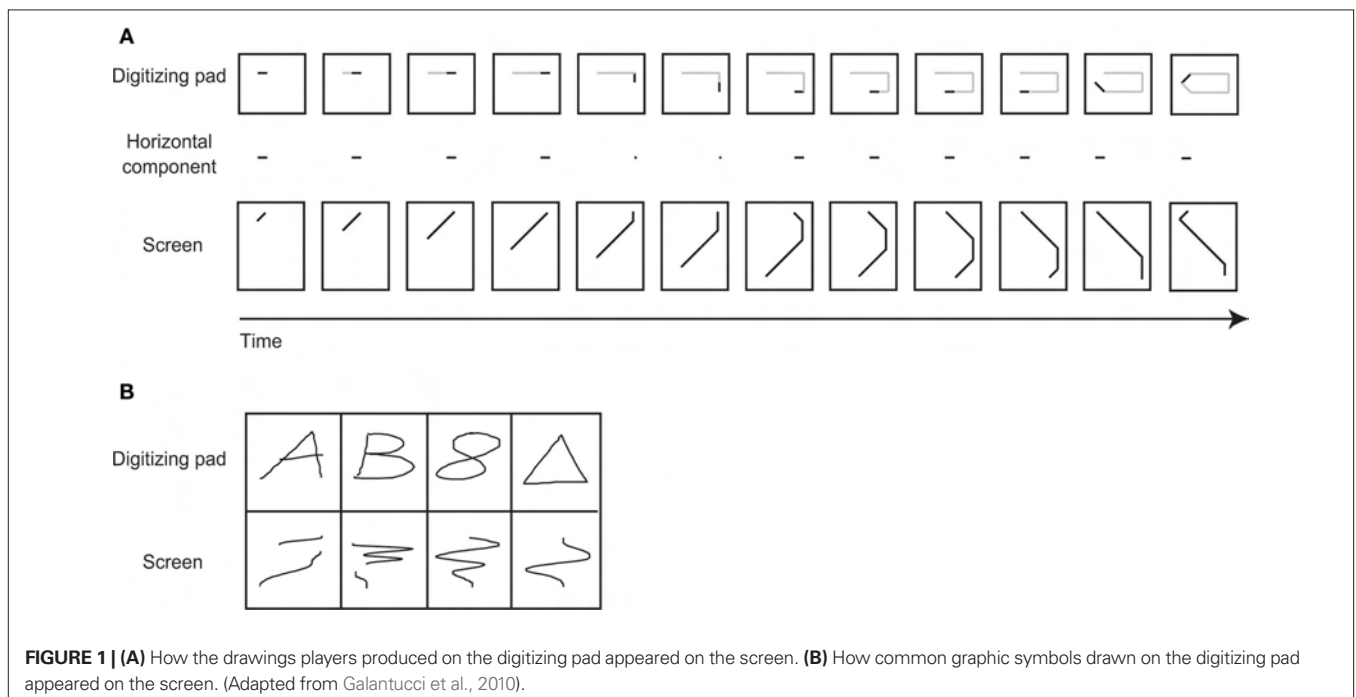 A
Digitizing pad
Horizontal
component
Screen
Time
B
Digitizing pad
A B 8
Screen
FIGURE 1 | (A) How the drawings players produced on the digitizing pad appeared on the screen. (B) How common graphic symbols drawn on the digitizing pad
appeared on the screen. (Adapted from Galantucci et al., 2010).